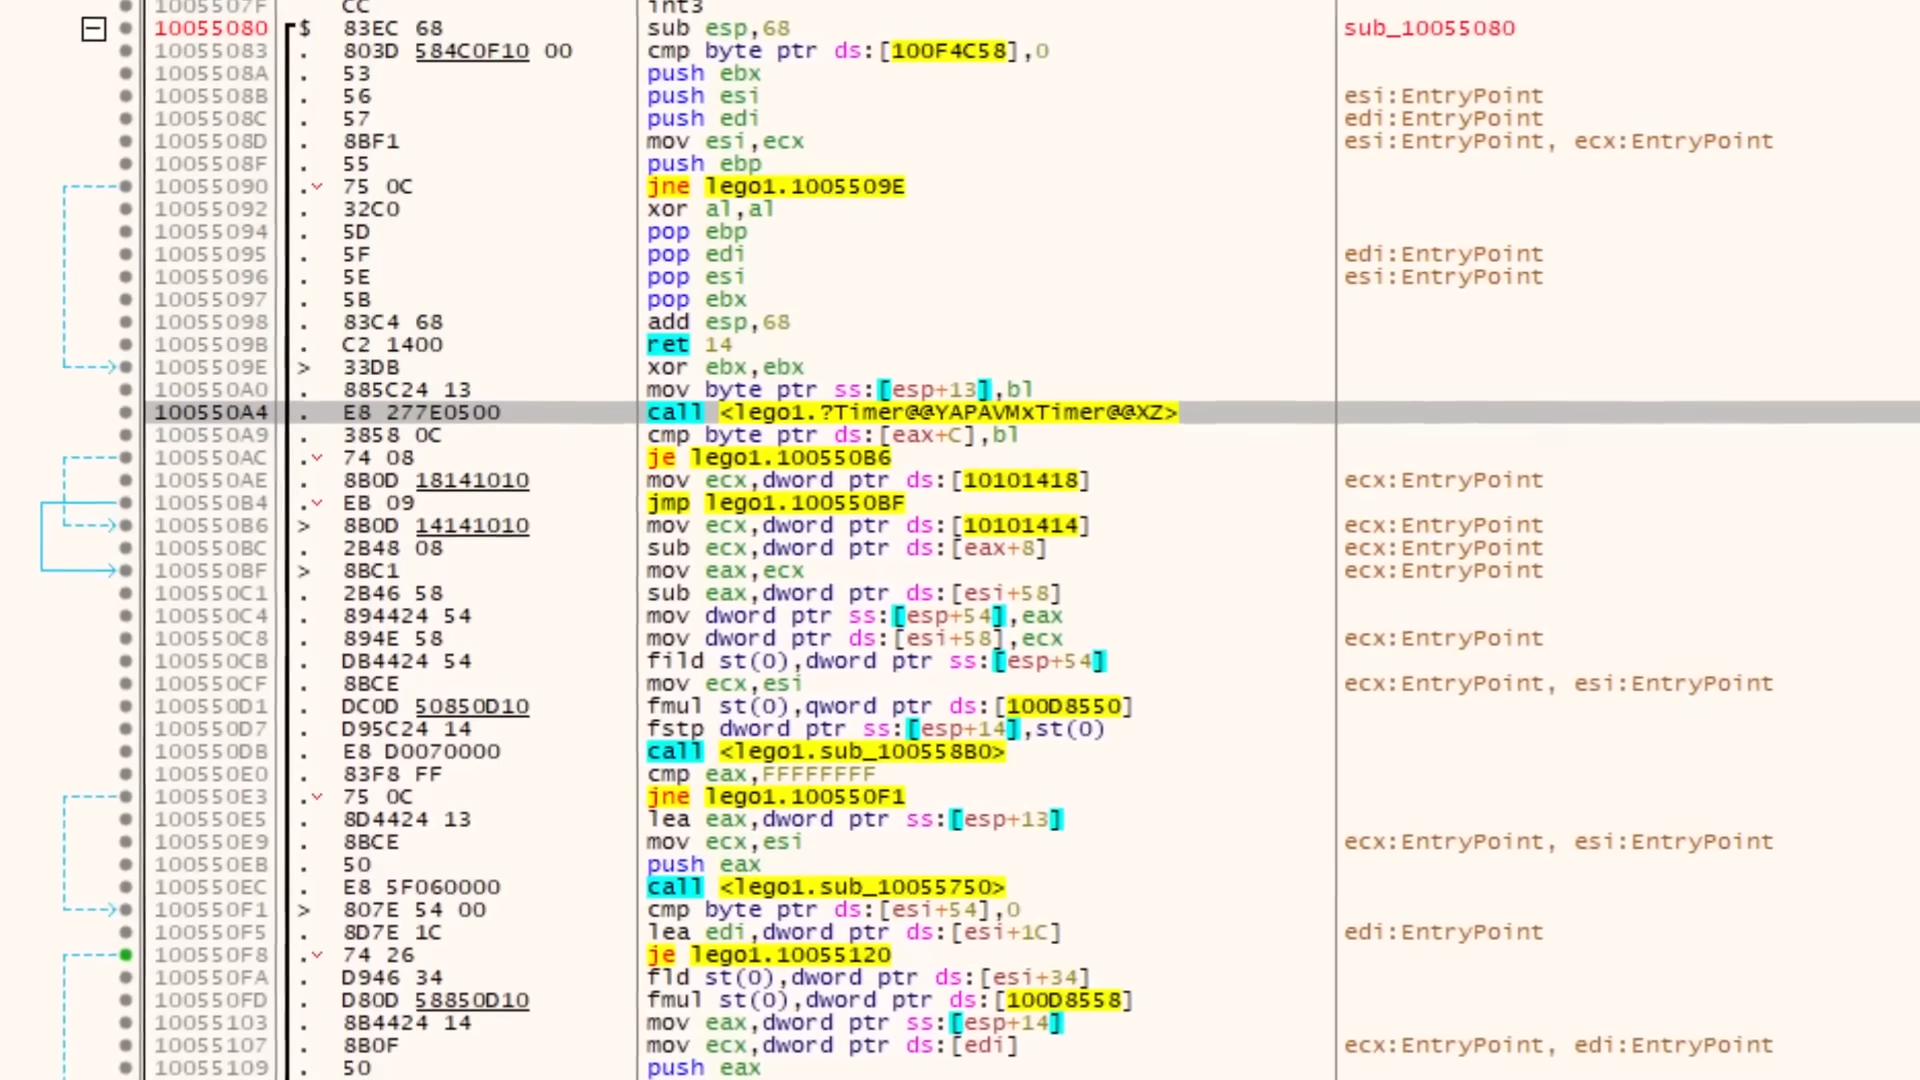 1005507F CC int3
10055080 $ 83EC 68 sub esp,68 sub_10055080
10055083 . 803D 584C0F10 00 cmp byte ptr ds:[100F4C58],0
1005508A . 53 push ebx
1005508B . 56 push esi esi:EntryPoint
1005508C . 57 push edi edi:EntryPoint
1005508D . 8BF1 mov esi,ecx esi:EntryPoint, ecx:EntryPoint
1005508F . 55 push ebp
10055090 . 75 0C jne lego1.1005509E
10055092 . 32C0 xor al,al
10055094 . 5D pop ebp
10055095 . 5F pop edi edi:EntryPoint
10055096 . 5E pop esi esi:EntryPoint
10055097 . 5B pop ebx
10055098 . 83C4 68 add esp,68
1005509B . C2 1400 ret 14
1005509E > 33DB xor ebx,ebx
100550A0 . 885C24 13 mov byte ptr ss:[esp+13],bl
100550A4 . E8 277E0500 call <lego1.?Timer@@YAPAVMxTimer@@XZ>
100550A9 . 3858 0C cmp byte ptr ds:[eax+C],bl
100550AC . 74 08 je lego1.100550B6
100550AE . 8B0D 18141010 mov ecx,dword ptr ds:[10101418] ecx:EntryPoint
100550B4 . EB 09 jmp lego1.100550BF
100550B6 > 8B0D 14141010 mov ecx,dword ptr ds:[10101414] ecx:EntryPoint
100550BC . 2B48 08 sub ecx,dword ptr ds:[eax+8] ecx:EntryPoint
100550BF > 8BC1 mov eax,ecx ecx:EntryPoint
100550C1 . 2B46 58 sub eax,dword ptr ds:[esi+58]
100550C4 . 894424 54 mov dword ptr ss:[esp+54],eax
100550C8 . 894E 58 mov dword ptr ds:[esi+58],ecx ecx:EntryPoint
100550CB . DB4424 54 fild st(0),dword ptr ss:[esp+54]
100550CF . 8BCE mov ecx,esi ecx:EntryPoint, esi:EntryPoint
100550D1 . DC0D 50850D10 fmul st(0),qword ptr ds:[100D8550]
100550D7 . D95C24 14 fstp dword ptr ss:[esp+14],st(0)
100550DB . E8 D0070000 call <lego1.sub_100558B0>
100550E0 . 83F8 FF cmp eax,FFFFFFFF
100550E3 . 75 0C jne lego1.100550F1
100550E5 . 8D4424 13 lea eax,dword ptr ss:[esp+13]
100550E9 . 8BCE mov ecx,esi ecx:EntryPoint, esi:EntryPoint
100550EB . 50 push eax
100550EC . E8 5F060000 call <lego1.sub_10055750>
100550F1 > 807E 54 00 cmp byte ptr ds:[esi+54],0
100550F5 . 8D7E 1C lea edi,dword ptr ds:[esi+1C] edi:EntryPoint
100550F8 . 74 26 je lego1.10055120
100550FA . D946 34 fld st(0),dword ptr ds:[esi+34]
100550FD . D80D 58850D10 fmul st(0),dword ptr ds:[100D8558]
10055103 . 8B4424 14 mov eax,dword ptr ss:[esp+14]
10055107 . 8B0F mov ecx,dword ptr ds:[edi] ecx:EntryPoint, edi:EntryPoint
10055109 . 50 push eax